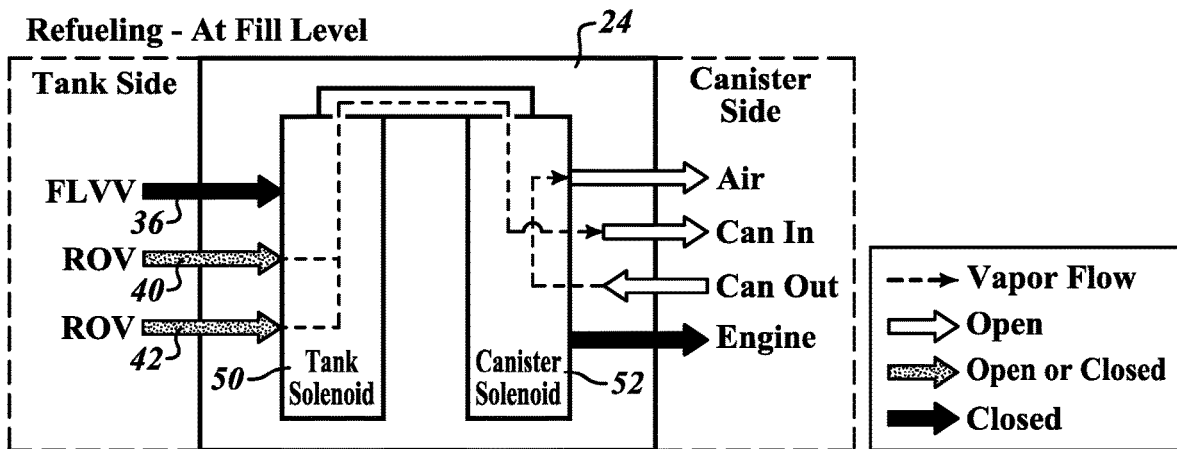 Refueling - At Fill Level
24
Tank Side
Canister
Side
FLVV
36
ROV
40
ROV
42
50
Tank
Solenoid
Canister
Solenoid
52
Air
Can In
Can Out
Engine
Vapor Flow
Open
Open or Closed
Closed